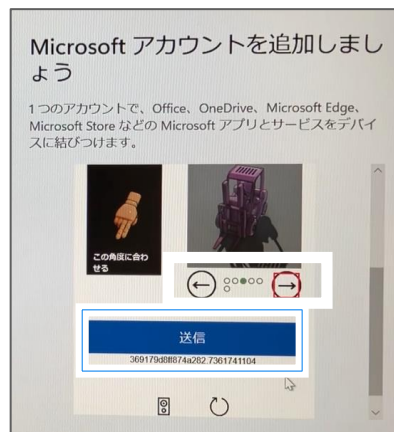 Microsoft アカウントを追加しまし
ょう
1 つのアカウントで、Office、OneDrive、Microsoft Edge、
Microsoft Store などの Microsoft アプリとサービスをデバイ
スに結びつけます。
この角度に合わ
せる
送信
369179d8ff874a282.7361741104